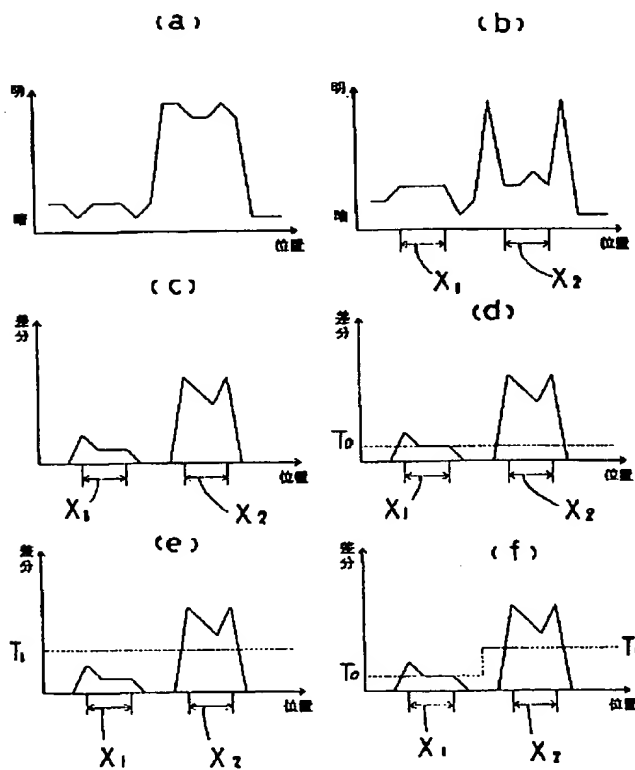 (a)
明
暗
位置
(b)
明
暗
位置
X₁
X₂
(c)
差分
位置
X₁
X₂
(d)
差分
T₀
位置
X₁
X₂
(e)
差分
T₁
位置
X₁
X₂
(f)
差分
T₀
位置
X₁
X₂